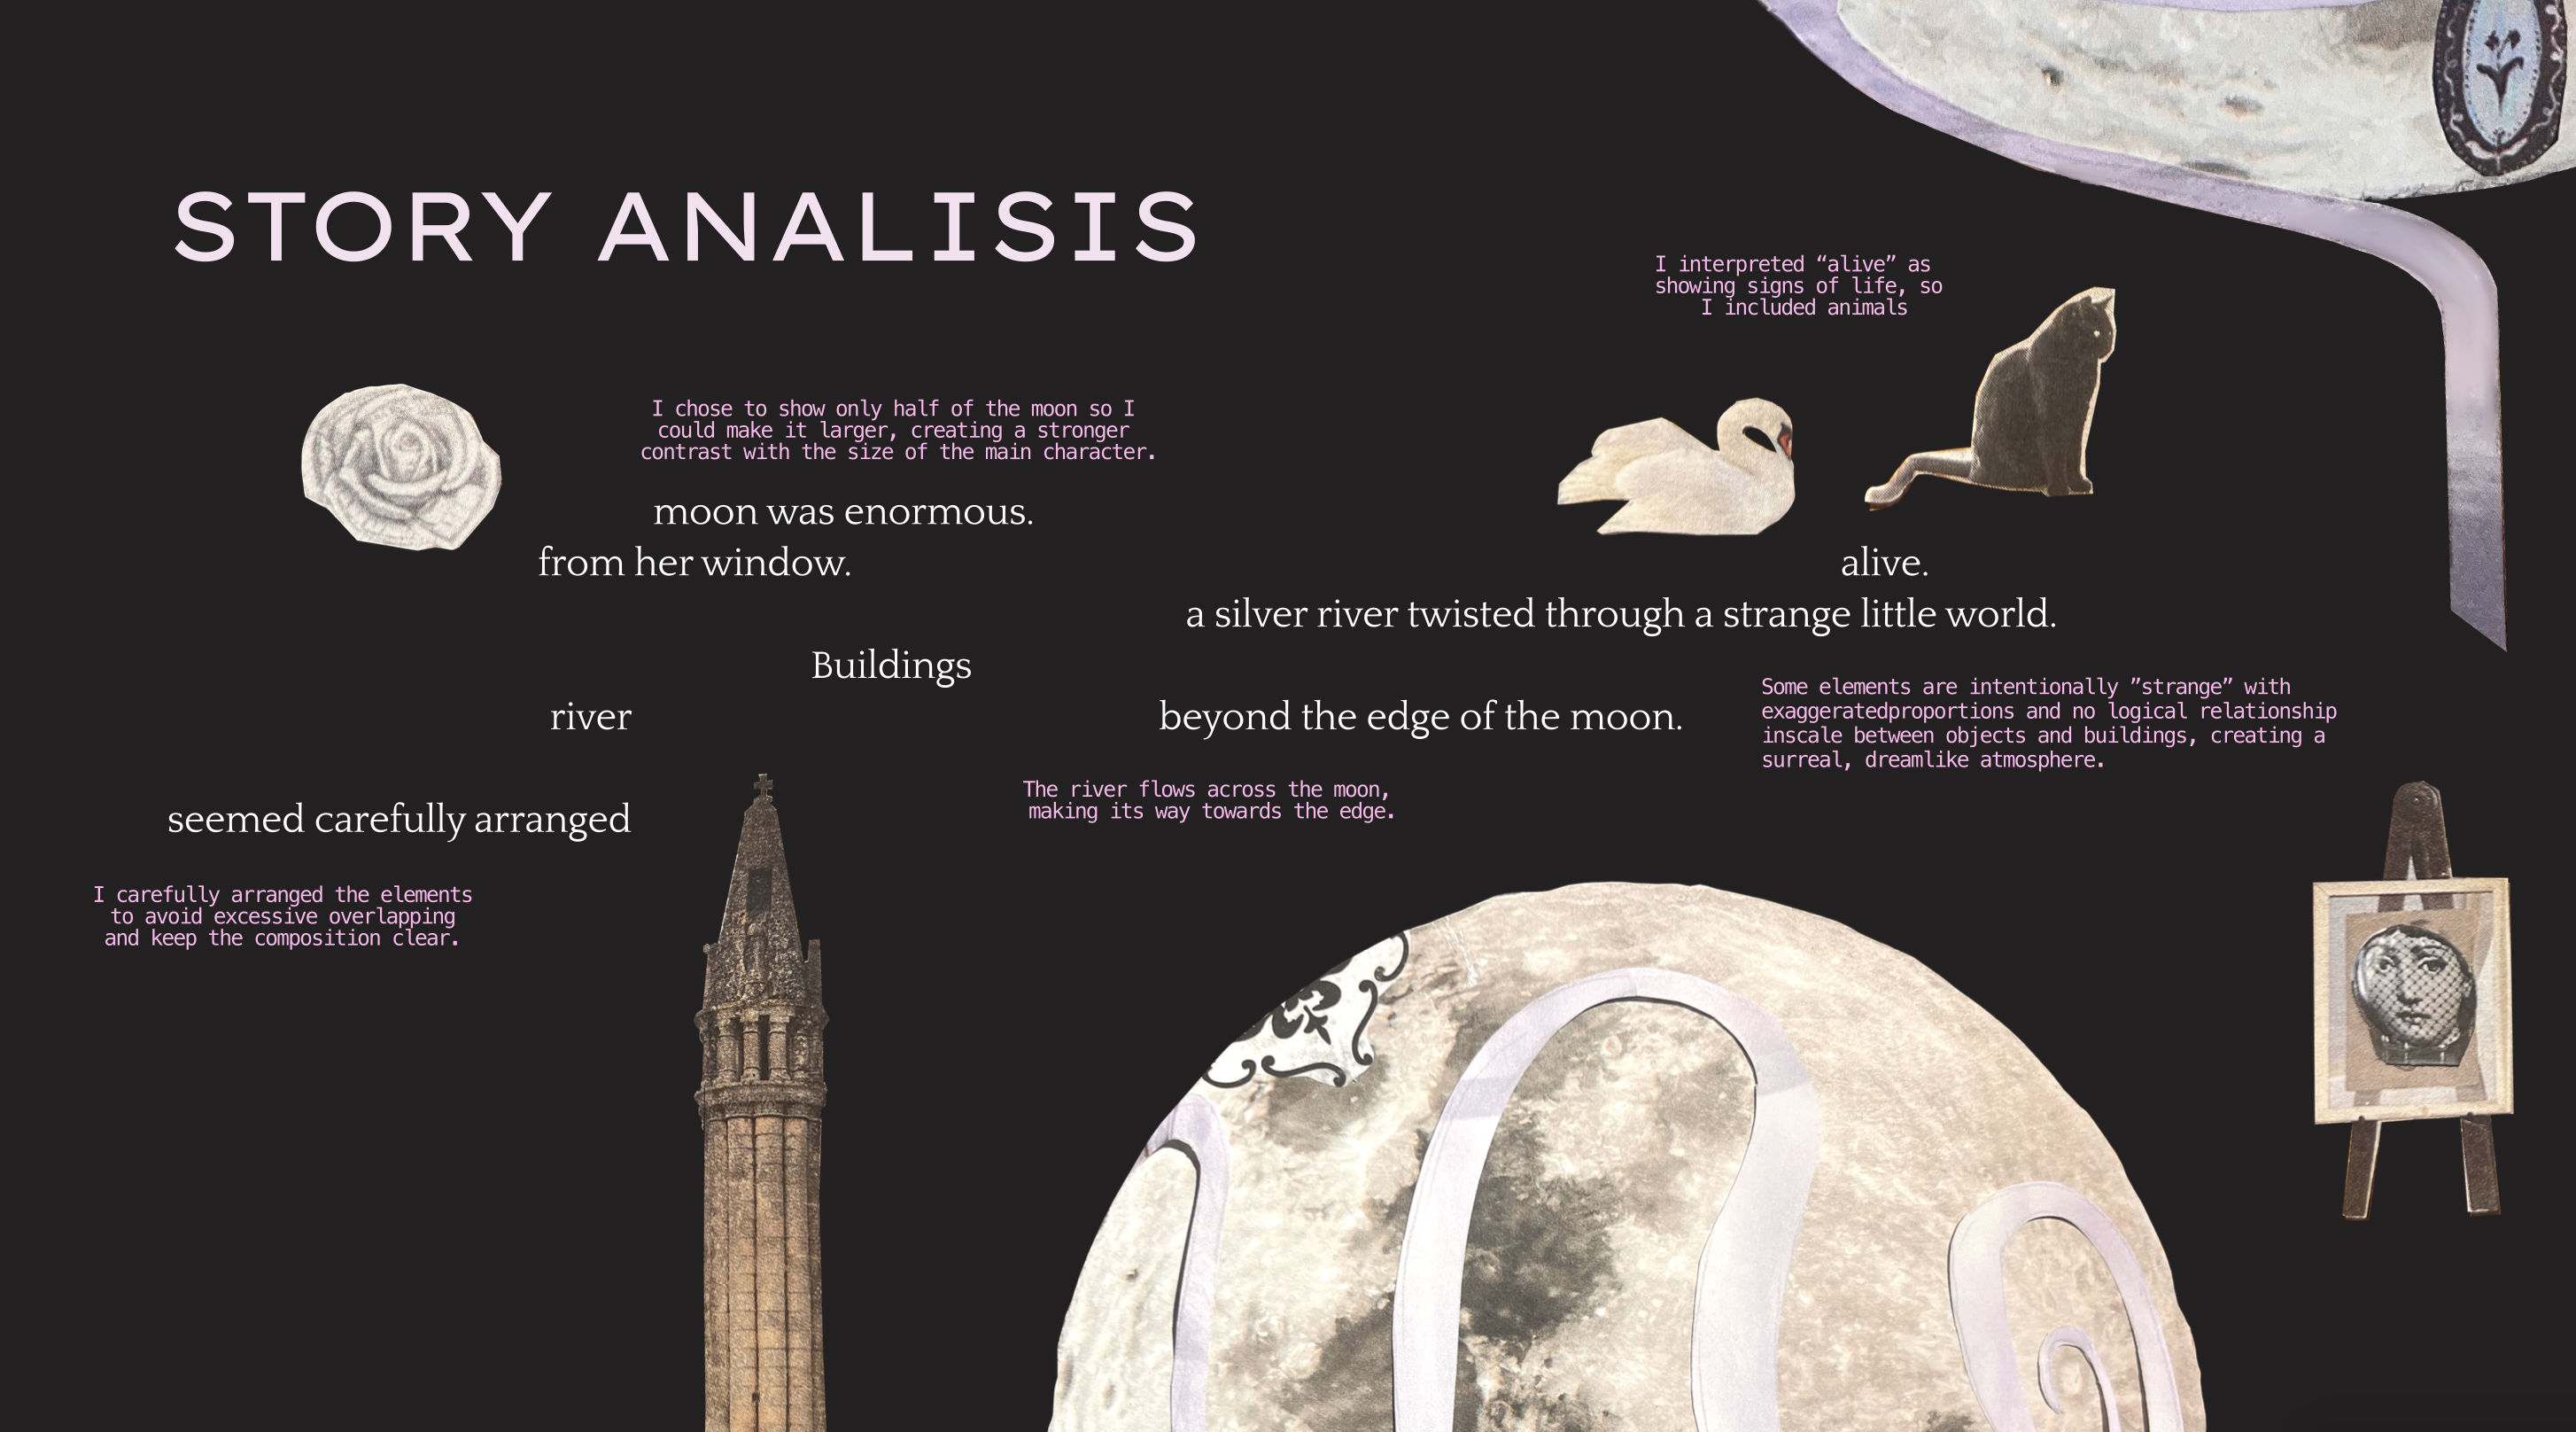 STORY ANALISIS
I interpreted “alive” as
showing signs of life, so
I included animals
I chose to show only half of the moon so I
could make it larger, creating a stronger
contrast with the size of the main character.
moon was enormous.
from her window.
alive.
a silver river twisted through a strange little world.
Buildings
river
beyond the edge of the moon.
Some elements are intentionally ”strange” with
exaggeratedproportions and no logical relationship
inscale between objects and buildings, creating a
surreal, dreamlike atmosphere.
The river flows across the moon,
making its way towards the edge.
seemed carefully arranged
I carefully arranged the elements
to avoid excessive overlapping
and keep the composition clear.